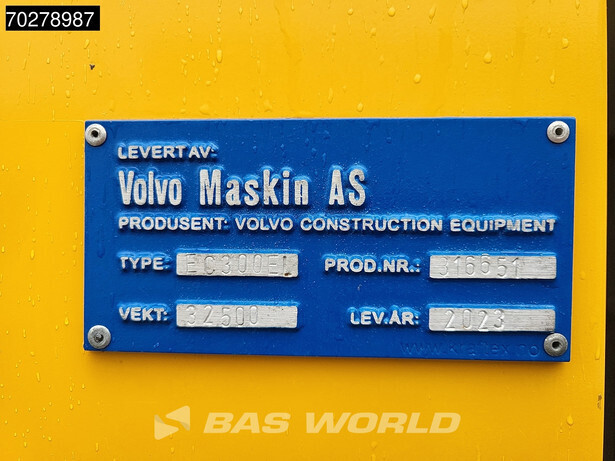 70278987
LEVERT AV:
Volvo Maskin AS
PRODUSENT: VOLVO CONSTRUCTION EQUIPMENT
TYPE: EC300EL PROD.NR.: 316651
VEKT: 32500 LEV.ÅR: 2023
BAS WORLD